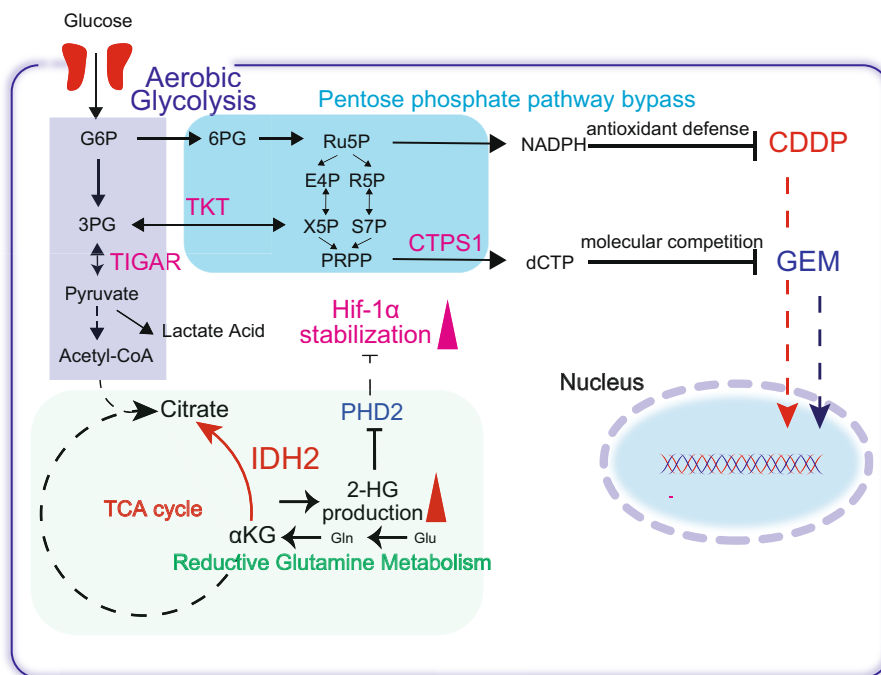 Glucose
Aerobic
Glycolysis
Pentose phosphate pathway bypass
G6P
6PG
Ru5P
NADPH
antioxidant defense
CDDP
E4P
R5P
TKT
3PG
X5P
S7P
CTPS1
PRPP
dCTP
molecular competition
GEM
TIGAR
Pyruvate
Lactate Acid
Acetyl-CoA
Hif-1α
stabilization
Nucleus
Citrate
PHD2
IDH2
TCA cycle
2-HG
production
αKG
Gln
Glu
Reductive Glutamine Metabolism